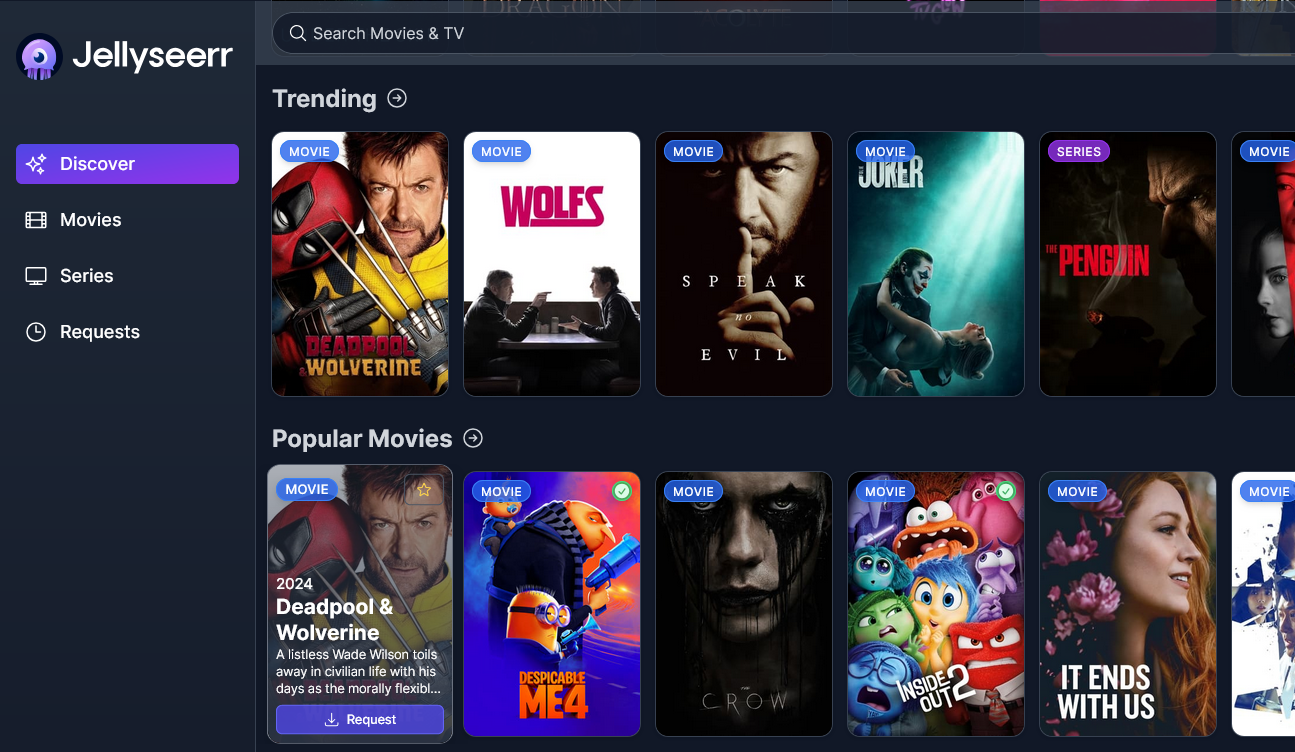 Jellyseerr
Search Movies & TV
Discover
Movies
Series
Requests
Trending
MOVIE
DEADPOOL
& WOLVERINE
MOVIE
WOLFS
MOVIE
SPEAK
no
EVIL
MOVIE
JOKER
SERIES
THE PENGUIN
MOVIE
Popular Movies
MOVIE
2024
Deadpool &
Wolverine
A listless Wade Wilson toils
away in civilian life with his
days as the morally flexibl...
Request
MOVIE
DESPICABLE
ME4
MOVIE
THE
CROW
MOVIE
INSIDE
OUT 2
MOVIE
IT ENDS
WITH US
MOVIE